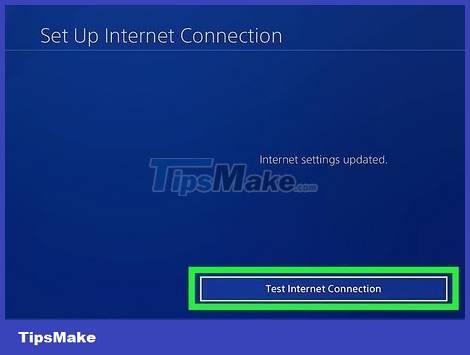 Set Up Internet Connection
Internet settings updated.
TipsMake.com
Test Internet Connection
TipsMake